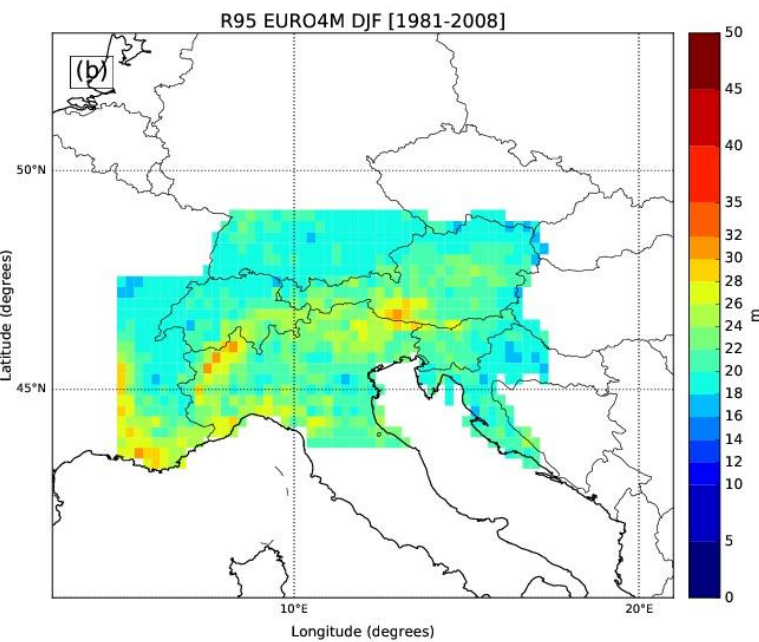 R95 EURO4M DJF [1981-2008]
(b)
50°N
45°N
Latitude (degrees)
10°E
20°E
Longitude (degrees)
50
45
40
35
32
30
28
26
24
22
20
18
16
14
12
10
5
0
m